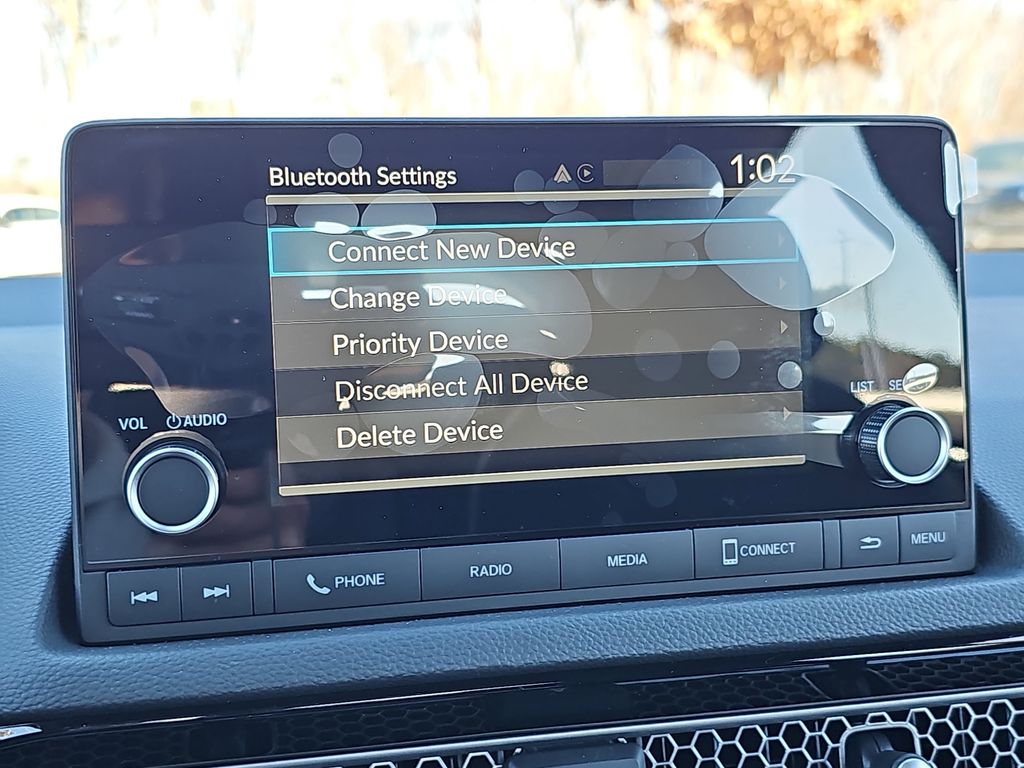 Bluetooth Settings 1:02
Connect New Device
Change Device
Priority Device
Disconnect All Device
Delete Device
VOL AUDIO
LIST
PHONE RADIO MEDIA CONNECT MENU